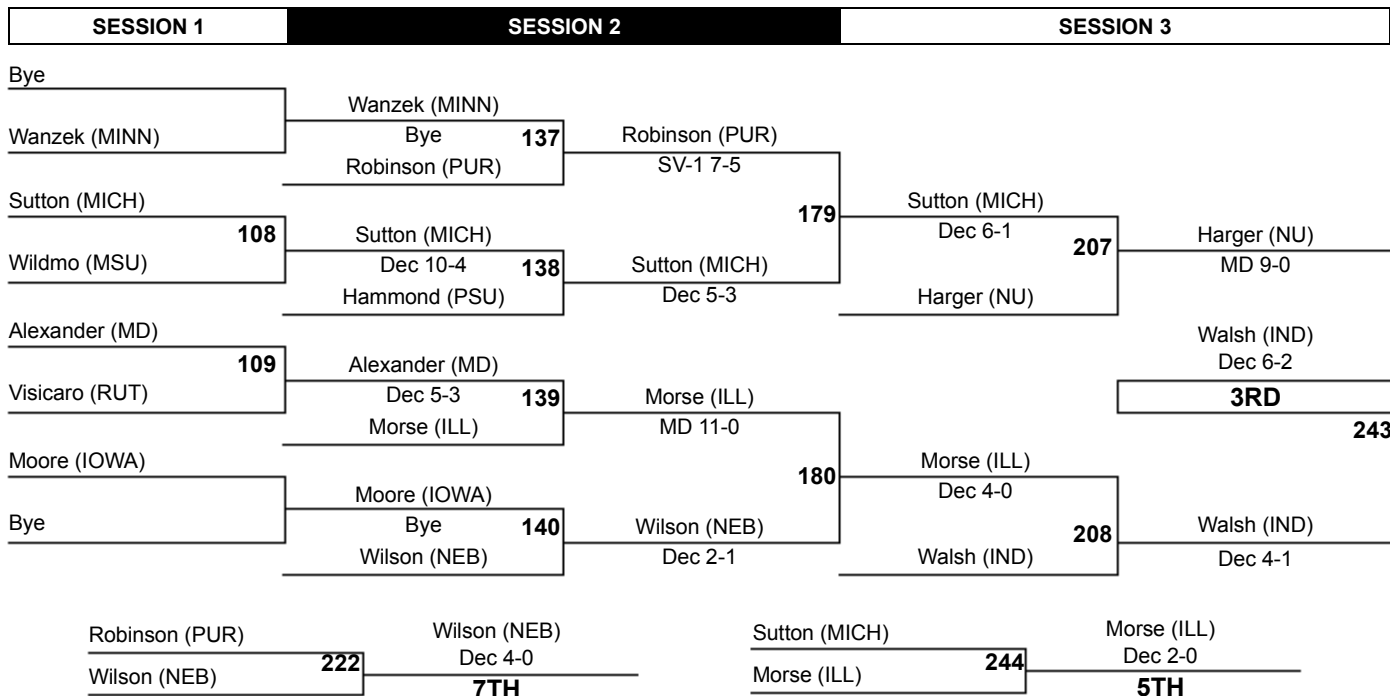 SESSION 1 SESSION 2 SESSION 3
Bye
Wanzek (MINN)
Wanzek (MINN)
Bye
137
Robinson (PUR)
Robinson (PUR)
SV-1 7-5
Sutton (MICH)
108
Wildmo (MSU)
Sutton (MICH)
Dec 10-4
138
Hammond (PSU)
Sutton (MICH)
Dec 5-3
179
Sutton (MICH)
Dec 6-1
207
Harger (NU)
Harger (NU)
MD 9-0
Alexander (MD)
109
Visicaro (RUT)
Alexander (MD)
Dec 5-3
139
Morse (ILL)
Morse (ILL)
MD 11-0
Walsh (IND)
Dec 6-2
3RD
243
Moore (IOWA)
Bye
Moore (IOWA)
Bye
140
Wilson (NEB)
Wilson (NEB)
Dec 2-1
180
Morse (ILL)
Dec 4-0
208
Walsh (IND)
Walsh (IND)
Dec 4-1
Robinson (PUR)
222
Wilson (NEB)
Wilson (NEB)
Dec 4-0
7TH
Sutton (MICH)
244
Morse (ILL)
Morse (ILL)
Dec 2-0
5TH